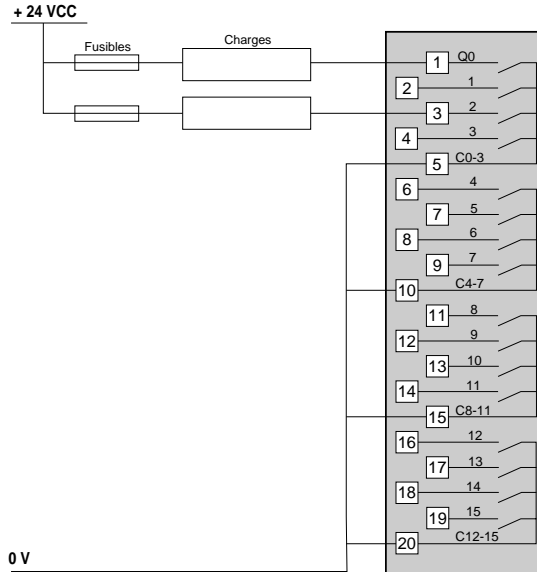 + 24 VCC
Fusibles
Charges
1 Q0
2 1
3 2
4 3
5 C0-3
6 4
7 5
8 6
9 7
10 C4-7
11 8
12 9
13 10
14 11
15 C8-11
16 12
17 13
18 14
19 15
20 C12-15
0 V